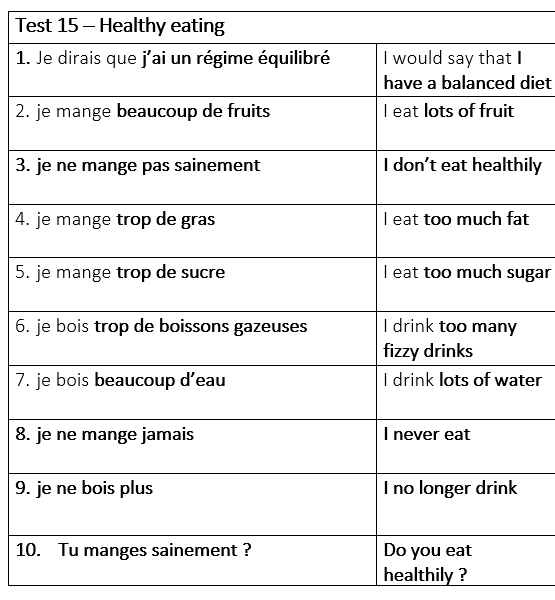 Test 15 – Healthy eating
1. Je dirais que j’ai un régime équilibré
I would say that I
have a balanced diet
2. je mange beaucoup de fruits
I eat lots of fruit
3. je ne mange pas sainement
I don’t eat healthily
4. je mange trop de gras
I eat too much fat
5. je mange trop de sucre
I eat too much sugar
6. je bois trop de boissons gazeuses
I drink too many
fizzy drinks
7. je bois beaucoup d’eau
I drink lots of water
8. je ne mange jamais
I never eat
9. je ne bois plus
I no longer drink
10. Tu manges sainement ?
Do you eat
healthily ?